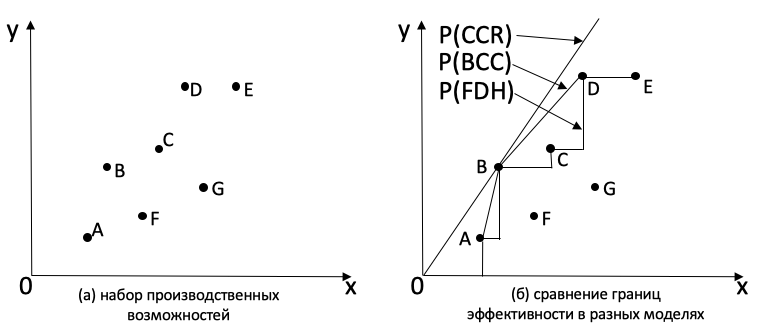 y
D
E
C
B
G
F
A
0
x
(а) набор производственных
возможностей
y
P(CCR)
P(BCC)
P(FDH)
D
E
B
C
G
F
A
0
x
(б) сравнение границ
эффективности в разных моделях